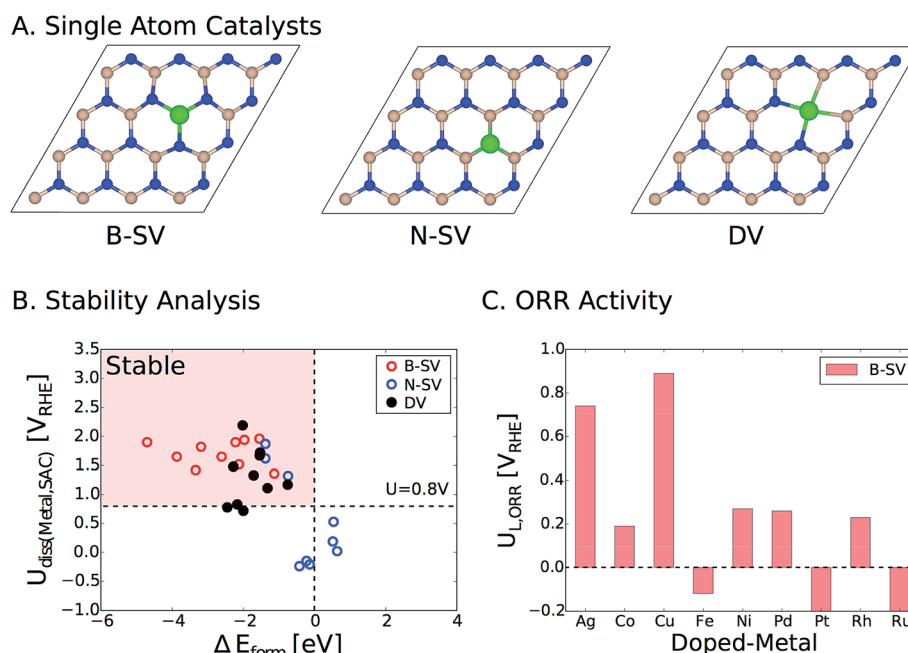 A. Single Atom Catalysts
B-SV
N-SV
DV
B. Stability Analysis
3.5
3.0
2.5
2.0
1.5
1.0
0.5
0.0
−0.5
−1.0
U_diss(Metal,SAC) [V_RHE]
Stable
B-SV
N-SV
DV
U=0.8V
−6
−4
−2
0
2
4
ΔE_form [eV]
C. ORR Activity
1.0
0.8
0.6
0.4
0.2
0.0
−0.2
U_L,ORR [V_RHE]
B-SV
Ag Co Cu Fe Ni Pd Pt Rh Ru
Doped-Metal